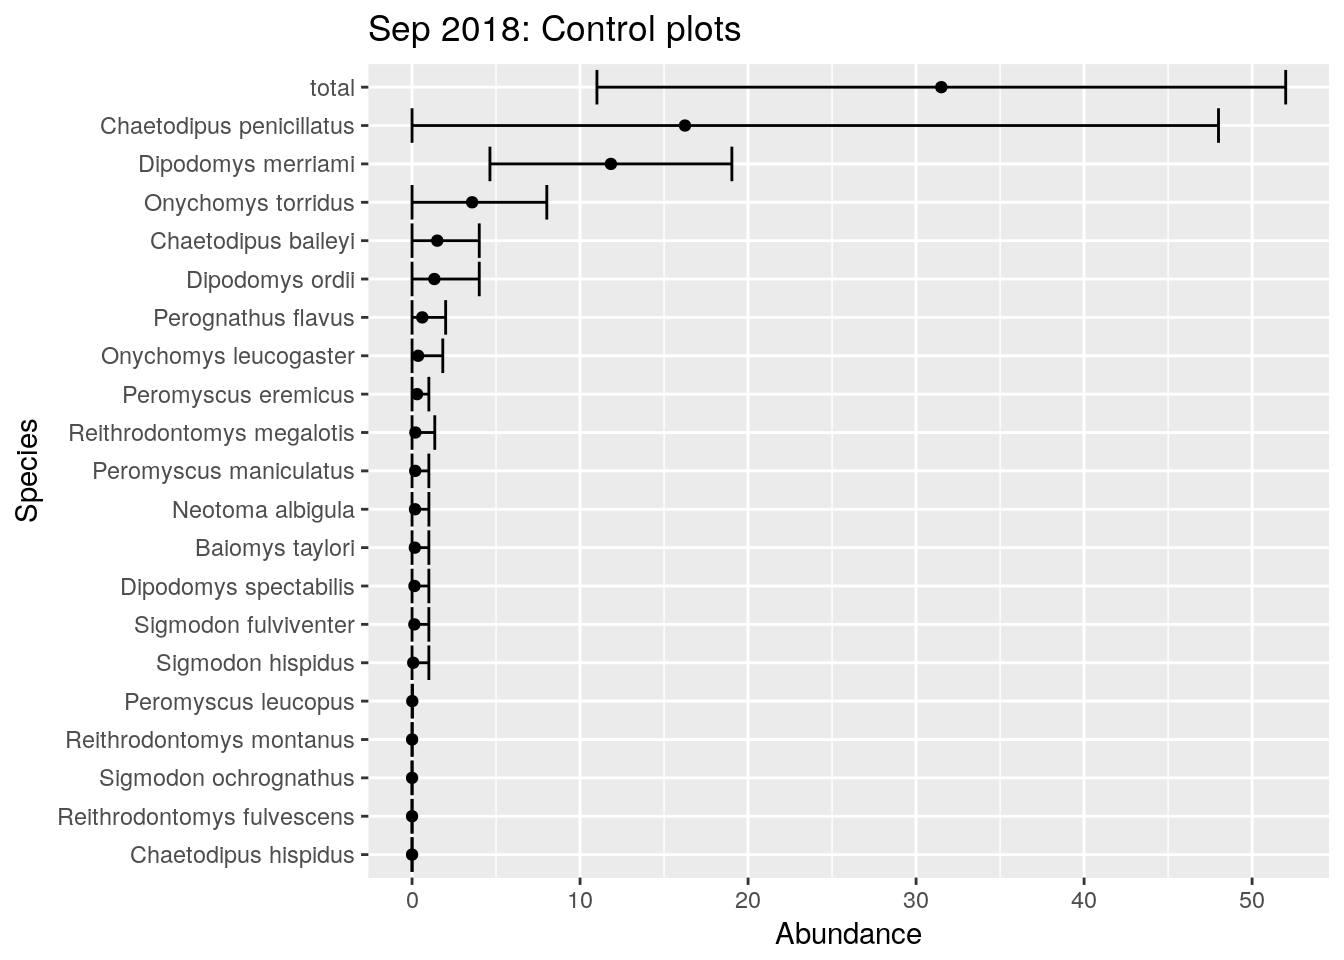 Sep 2018: Control plots
total
Chaetodipus penicillatus
Dipodomys merriami
Onychomys torridus
Chaetodipus baileyi
Dipodomys ordii
Perognathus flavus
Onychomys leucogaster
Peromyscus eremicus
Reithrodontomys megalotis
Peromyscus maniculatus
Neotoma albigula
Baiomys taylori
Dipodomys spectabilis
Sigmodon fulviventer
Sigmodon hispidus
Peromyscus leucopus
Reithrodontomys montanus
Sigmodon ochrognathus
Reithrodontomys fulvescens
Chaetodipus hispidus
Species
0 10 20 30 40 50
Abundance